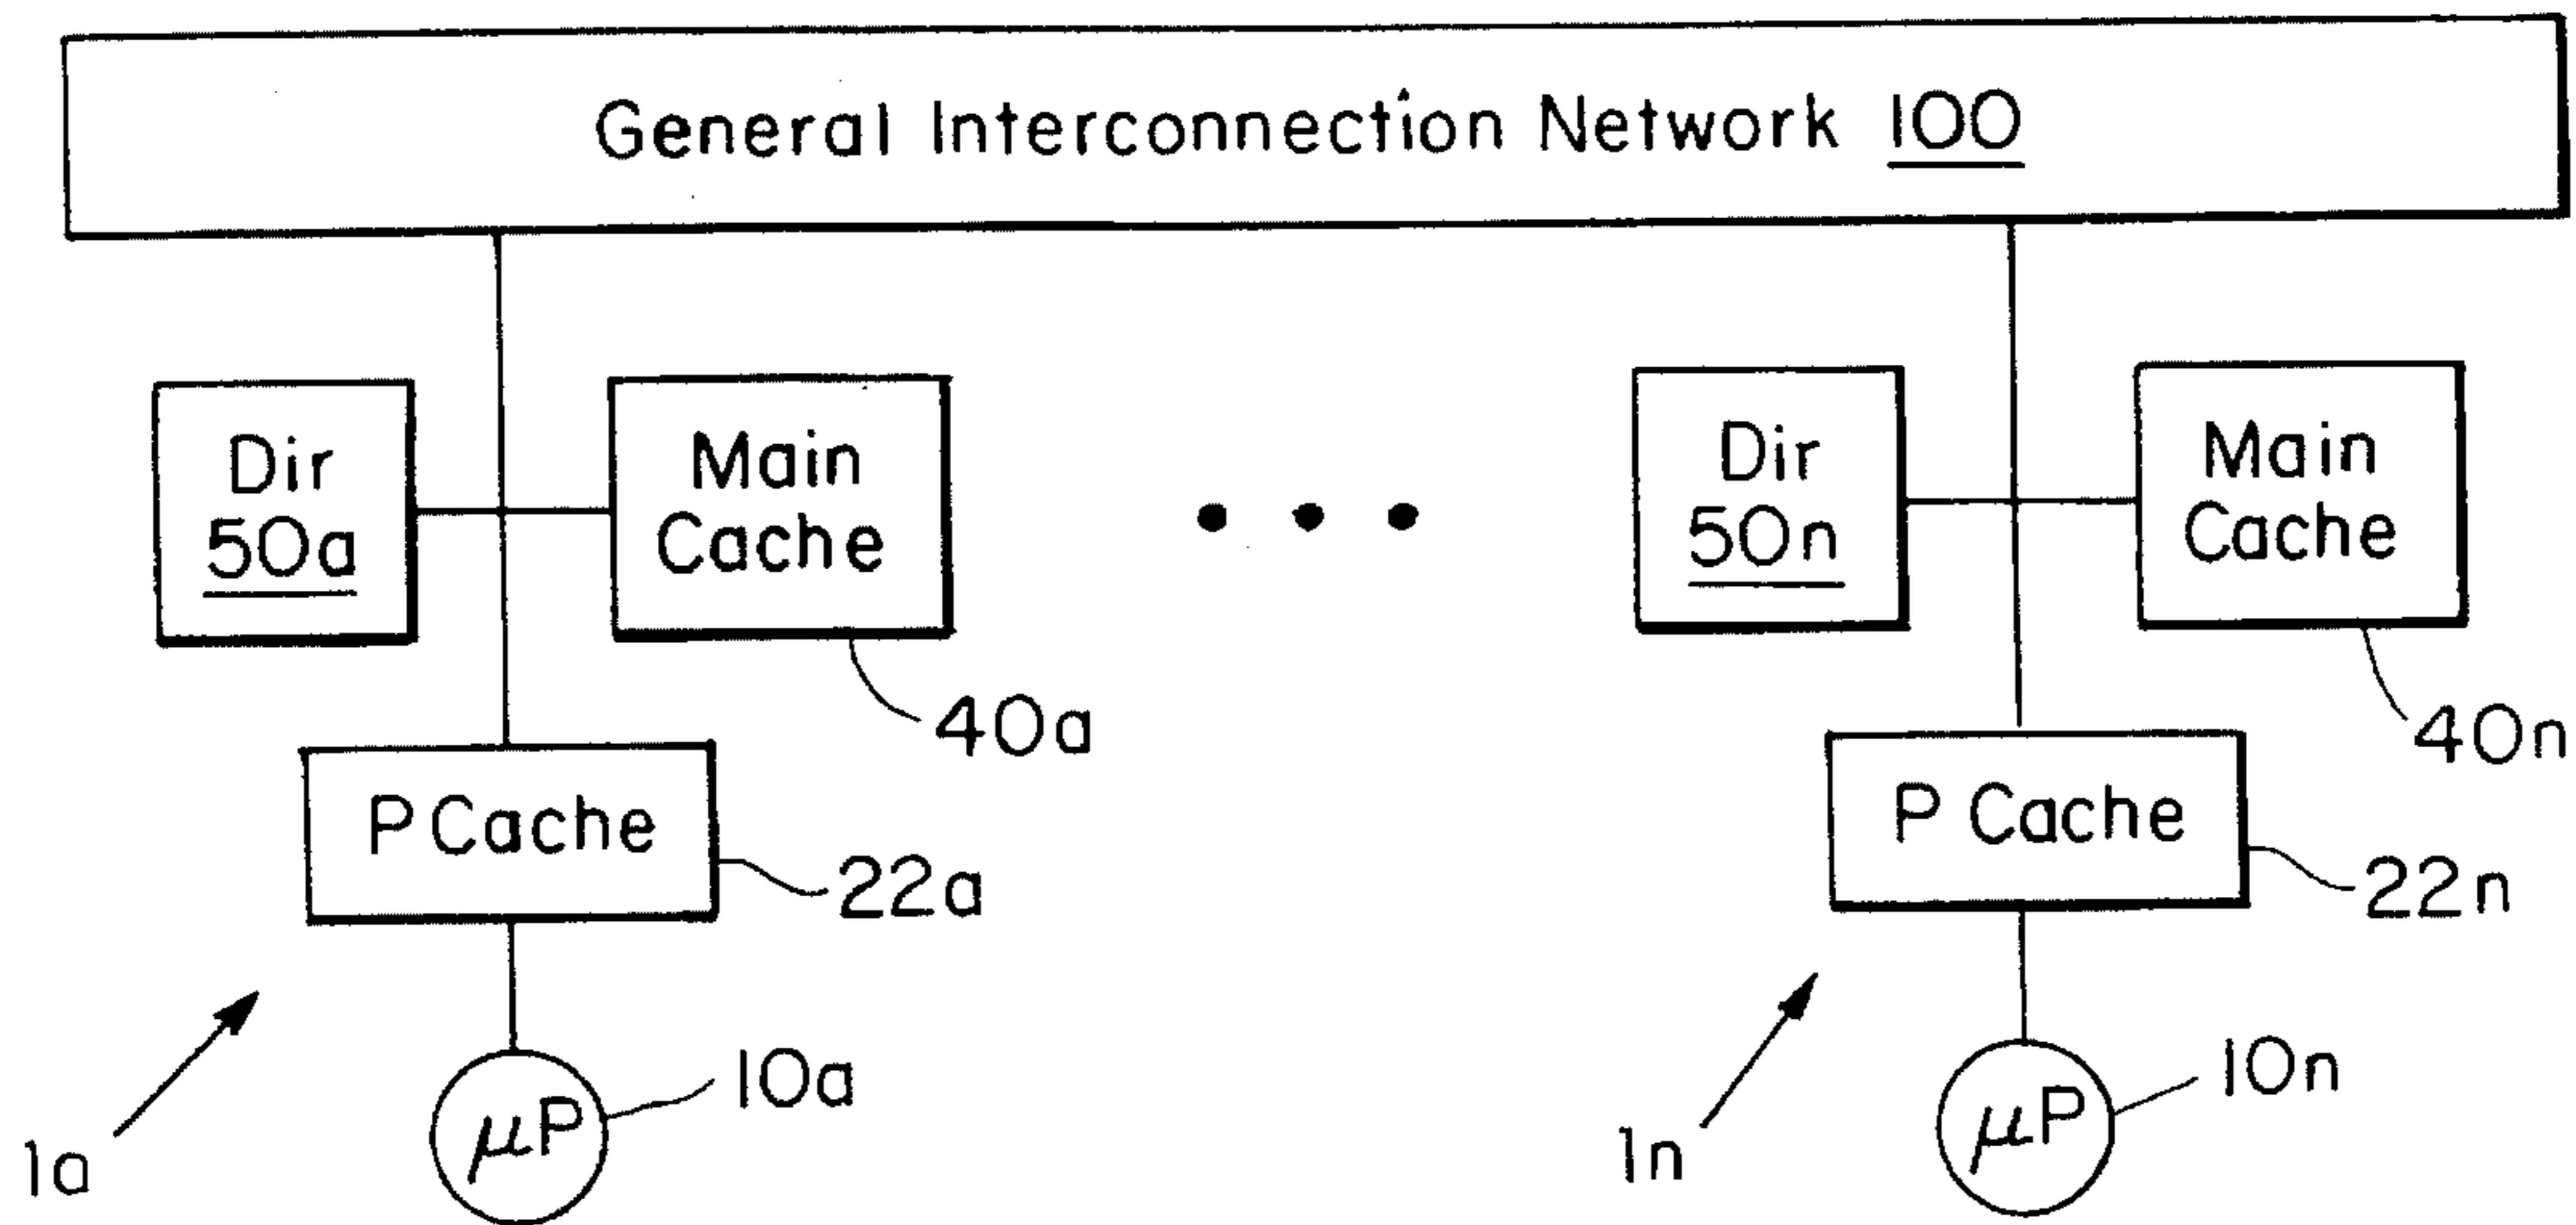 General Interconnection Network 100
Dir
50a
Main
Cache
40a
P Cache
22a
1a
μP
10a
Dir
50n
Main
Cache
40n
P Cache
22n
1n
μP
10n